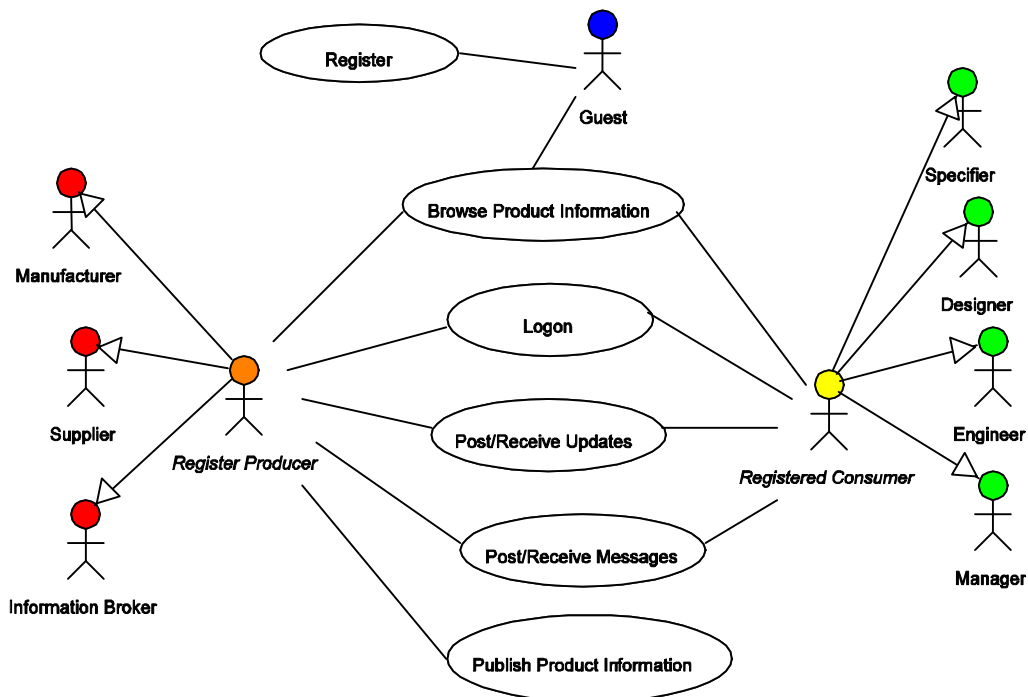 Register
Guest
Specifier
Browse Product Information
Manufacturer
Designer
Logon
Supplier
Engineer
Post/Receive Updates
Register Producer
Registered Consumer
Post/Receive Messages
Manager
Information Broker
Publish Product Information